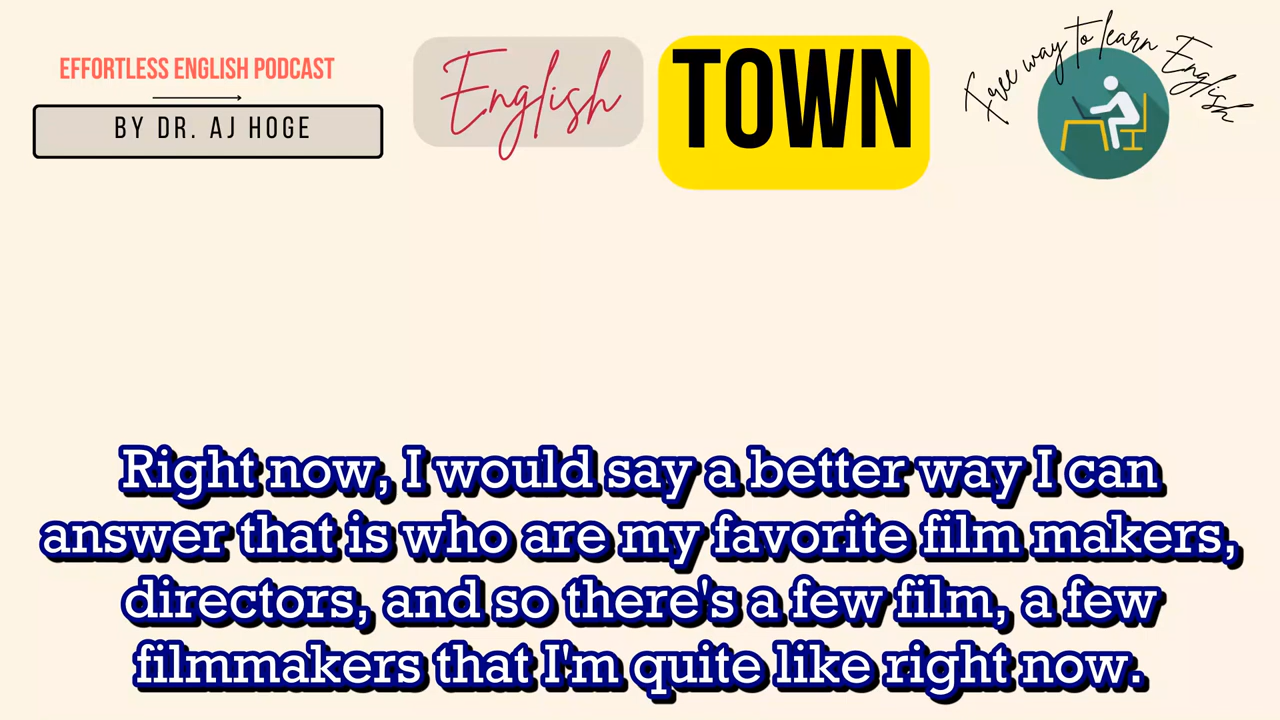 EFFORTLESS ENGLISH PODCAST
BY DR. AJ HOGE
English
TOWN
Free way to learn English
Right now, I would say a better way I can
answer that is who are my favorite film makers,
directors, and so there's a few film, a few
filmmakers that I'm quite like right now.